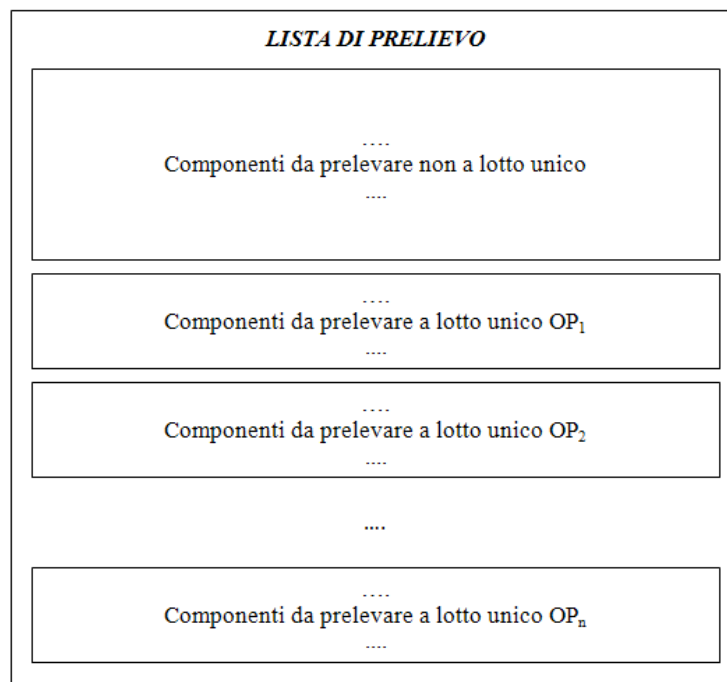 LISTA DI PRELIEVO
....
Componenti da prelevare non a lotto unico
....
....
Componenti da prelevare a lotto unico OP₁
....
....
Componenti da prelevare a lotto unico OP₂
....
....
....
Componenti da prelevare a lotto unico OPₙ
....